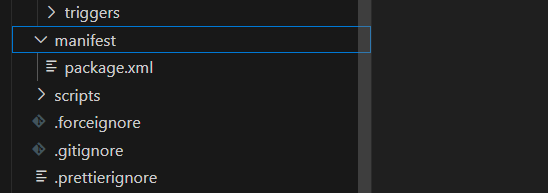 triggers
manifest
package.xml
scripts
.forceignore
.gitignore
.prettierignore